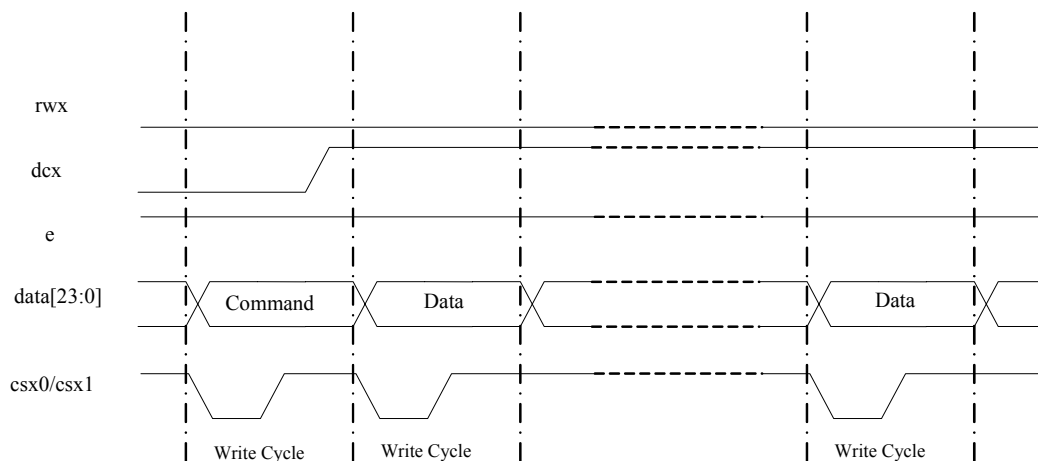 rwx
dcx
e
data[23:0]
Command
Data
Data
csx0/csx1
Write Cycle
Write Cycle
Write Cycle